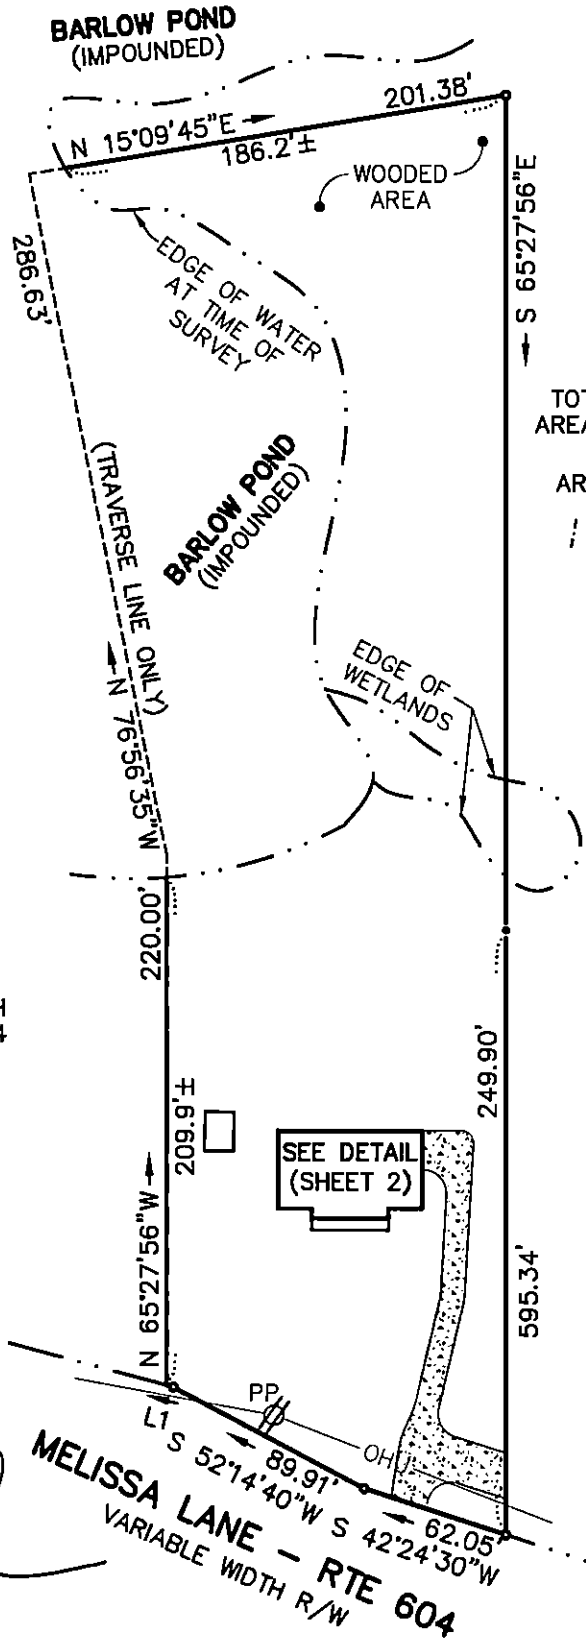 BARLOW POND
(IMPOUNDED)
201.38'
N 15°09'45"E
186.2'±
WOODED
AREA
S 65°27'56"E
286.63'
EDGE OF WATER
AT TIME OF
SURVEY
(TRAVERSE LINE ONLY)
N 76°56'35"W
BARLOW POND
(IMPOUNDED)
EDGE OF
WETLANDS
220.00'
209.9'±
N 65°27'56"W
249.90'
595.34'
SEE DETAIL
(SHEET 2)
PP
OH
L1
S 52°14'40"W
89.91'
S 42°24'30"W
62.05'
MELISSA LANE - RTE 604
VARIABLE WIDTH R/W